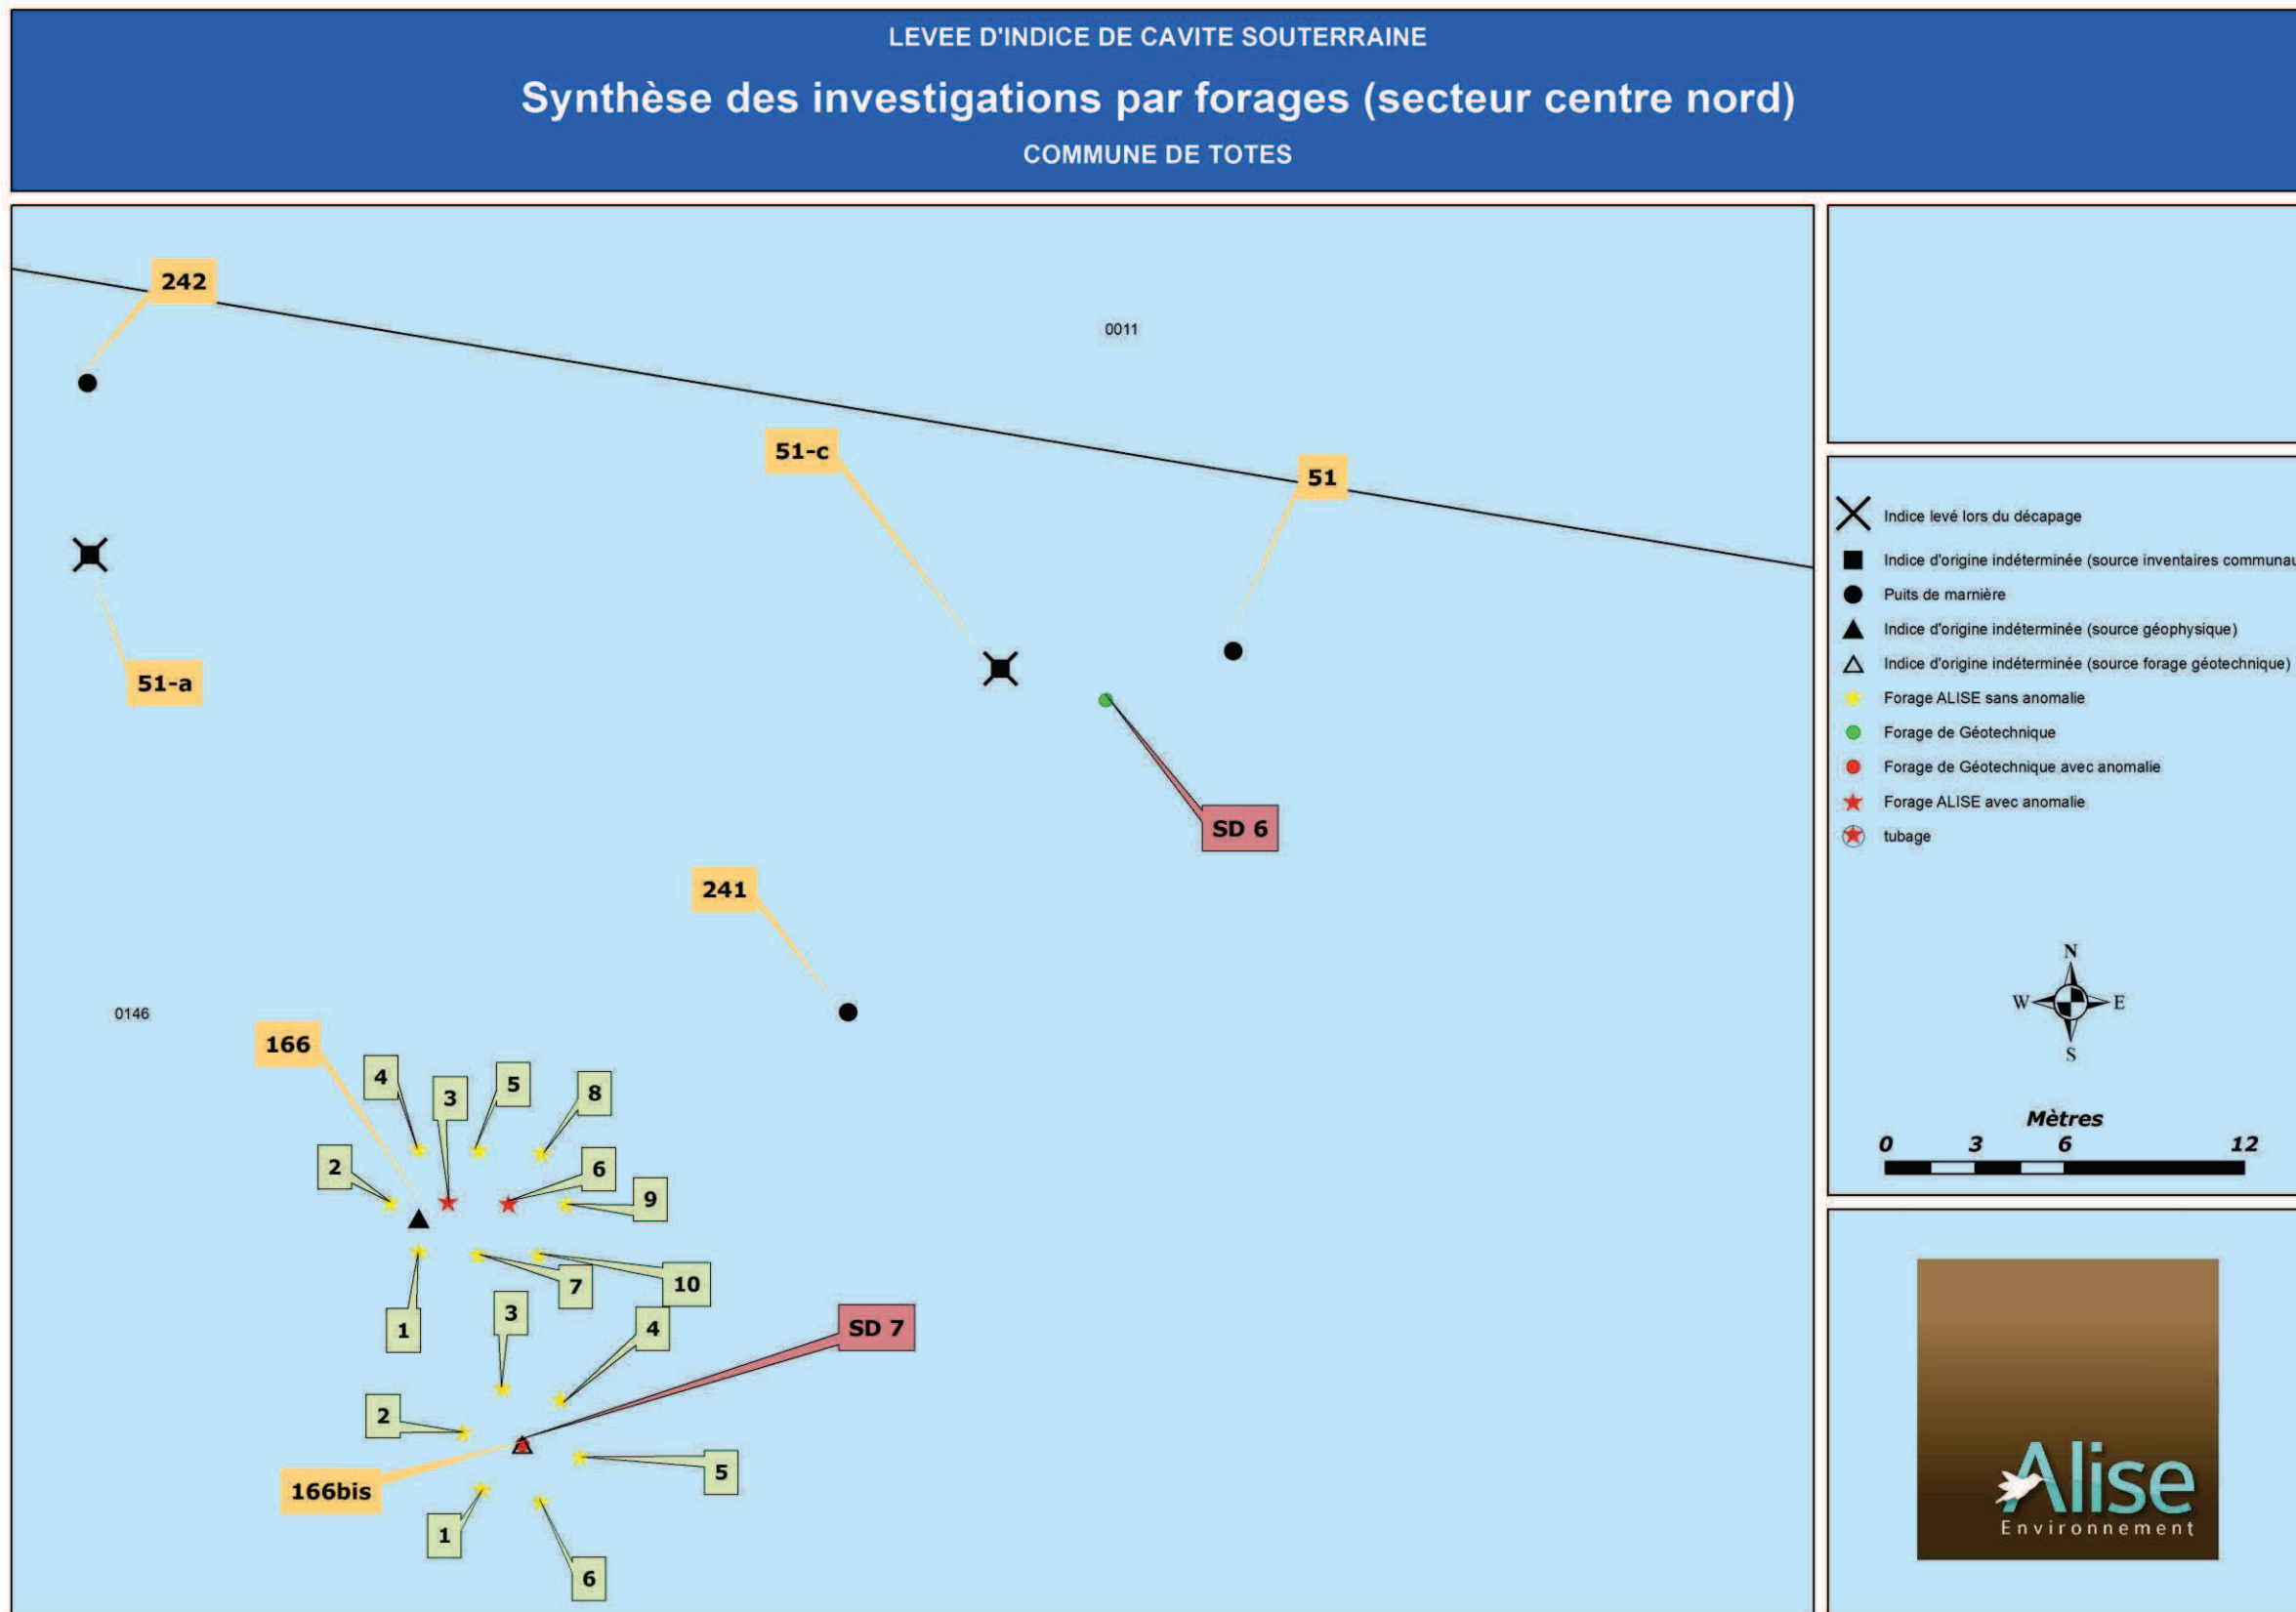 LEVEE D'INDICE DE CAVITE SOUTERRAINE
Synthèse des investigations par forages (secteur centre nord)
COMMUNE DE TOTES
242
0011
51-c
51
51-a
SD 6
241
0146
166
4
3
5
8
2
6
9
7
10
1
3
4
SD 7
2
5
166bis
1
6
Indice levé lors du décapage
Indice d'origine indéterminée (source inventaires communau
Puits de marnière
Indice d'origine indéterminée (source géophysique)
Indice d'origine indéterminée (source forage géotechnique)
Forage ALISE sans anomalie
Forage de Géotechnique
Forage de Géotechnique avec anomalie
Forage ALISE avec anomalie
tubage
N
W E
S
Mètres
0 3 6 12
Alise
Environnement